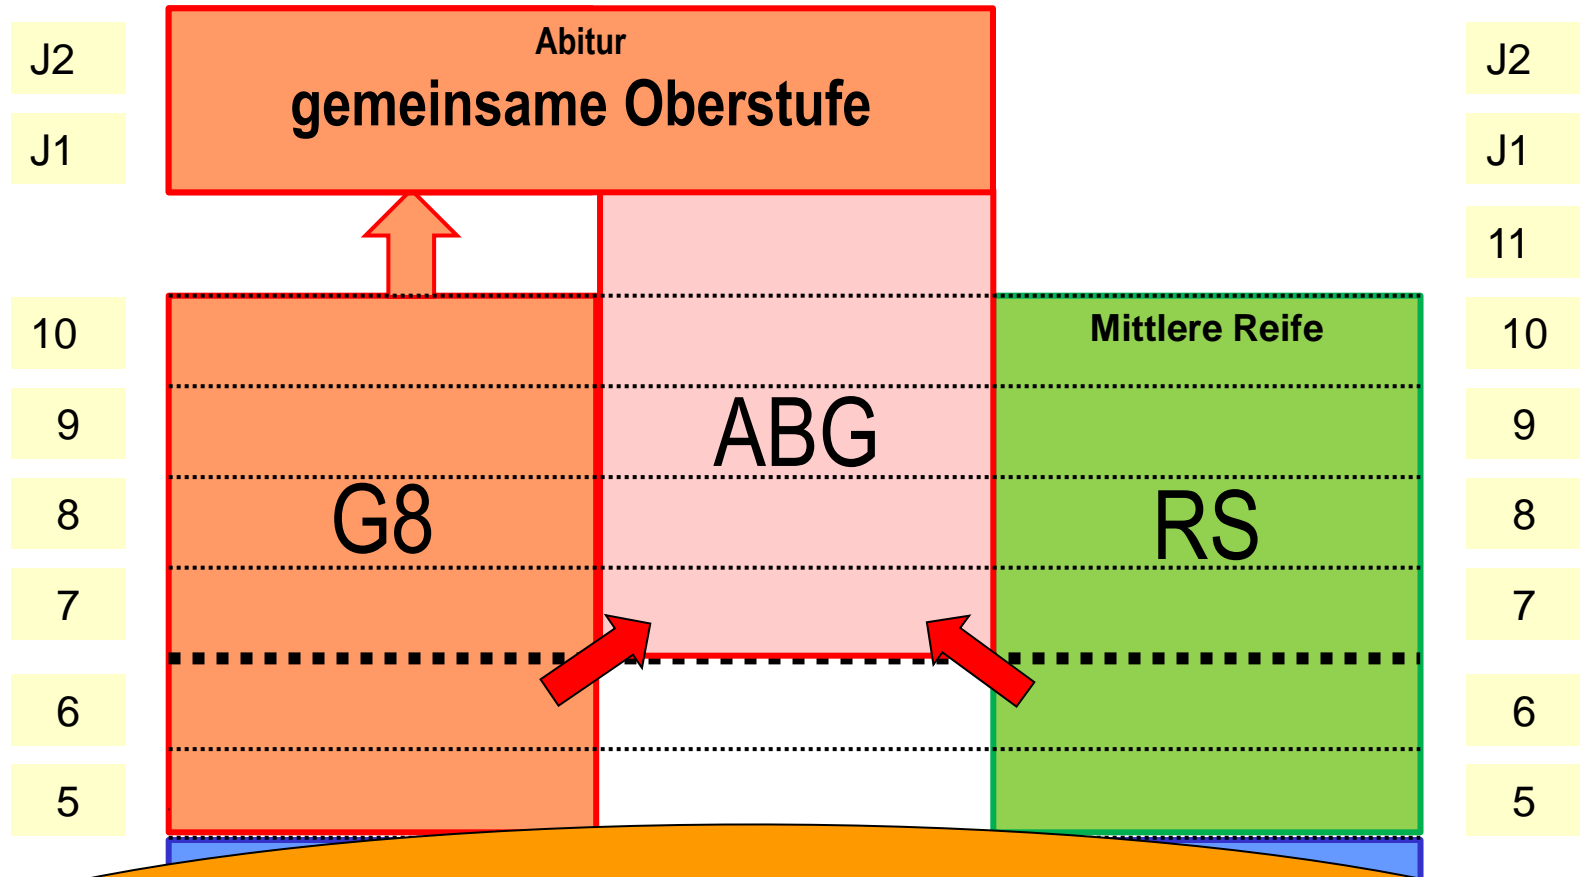 J2
Abitur
J2
gemeinsame Oberstufe
J1
J1
11
10
Mittlere Reife
10
9
ABG
9
8
G8
RS
8
7
7
6
6
5
5